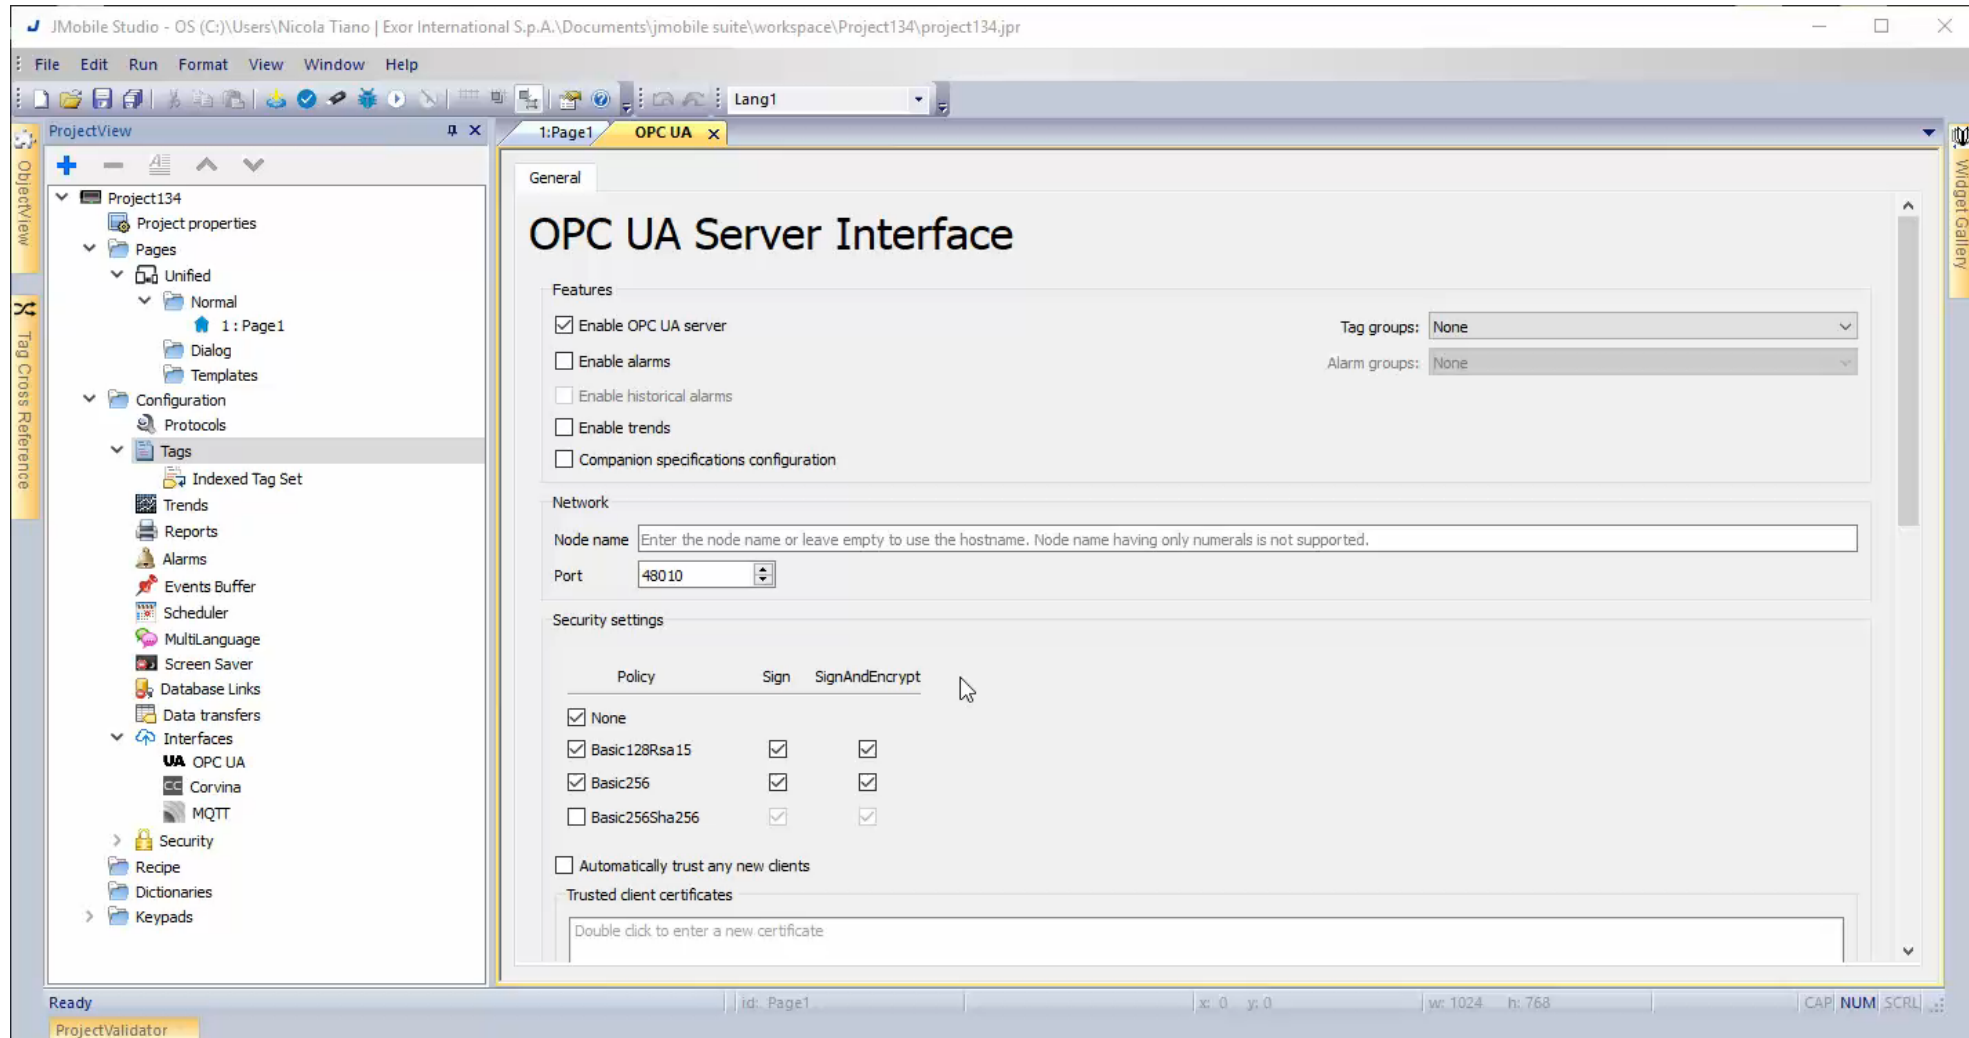 JMobile Studio - OS (C:)\Users\Nicola Tiano | Exor International S.p.A.\Documents\jmobile suite\workspace\Project134\project134.jpr
File Edit Run Format View Window Help
Lang1
ProjectView
1:Page1
OPC UA
ObjectView
Tag Cross Reference
Widget Gallery
Project134
Project properties
Pages
Unified
Normal
1 : Page1
Dialog
Templates
Configuration
Protocols
Tags
Indexed Tag Set
Trends
Reports
Alarms
Events Buffer
Scheduler
MultiLanguage
Screen Saver
Database Links
Data transfers
Interfaces
UA OPC UA
CC Corvina
MQTT
Security
Recipe
Dictionaries
Keypads
General
OPC UA Server Interface
Features
Enable OPC UA server
Tag groups: None
Enable alarms
Alarm groups: None
Enable historical alarms
Enable trends
Companion specifications configuration
Network
Node name Enter the node name or leave empty to use the hostname. Node name having only numerals is not supported.
Port 48010
Security settings
Policy Sign SignAndEncrypt
None
Basic128Rsa15
Basic256
Basic256Sha256
Automatically trust any new clients
Trusted client certificates
Double click to enter a new certificate
Ready id: Page1 x: 0 y: 0 w: 1024 h: 768 CAP NUM SCRL
ProjectValidator